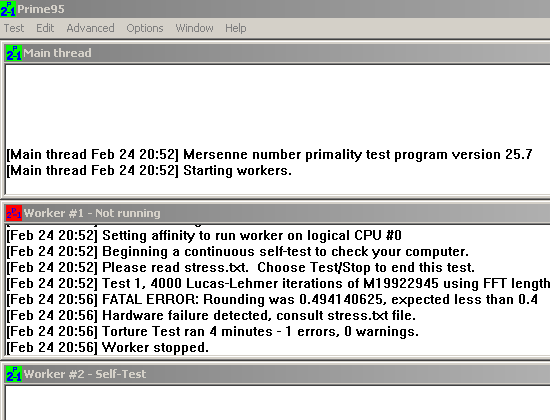 Prime95
Test Edit Advanced Options Window Help
Main thread
[Main thread Feb 24 20:52] Mersenne number primality test program version 25.7
[Main thread Feb 24 20:52] Starting workers.
Worker #1 - Not running
[Feb 24 20:52] Setting affinity to run worker on logical CPU #0
[Feb 24 20:52] Beginning a continuous self-test to check your computer.
[Feb 24 20:52] Please read stress.txt.  Choose Test/Stop to end this test.
[Feb 24 20:52] Test 1, 4000 Lucas-Lehmer iterations of M19922945 using FFT length
[Feb 24 20:56] FATAL ERROR: Rounding was 0.494140625, expected less than 0.4
[Feb 24 20:56] Hardware failure detected, consult stress.txt file.
[Feb 24 20:56] Torture Test ran 4 minutes - 1 errors, 0 warnings.
[Feb 24 20:56] Worker stopped.
Worker #2 - Self-Test